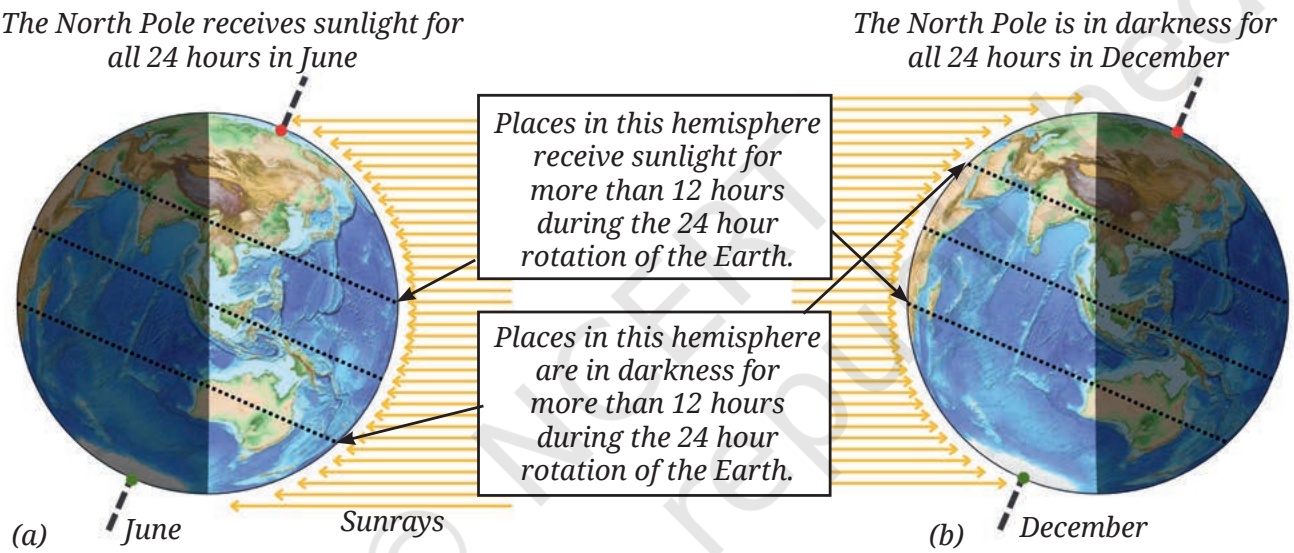 The North Pole receives sunlight for
all 24 hours in June
The North Pole is in darkness for
all 24 hours in December
Places in this hemisphere
receive sunlight for
more than 12 hours
during the 24 hour
rotation of the Earth.
Places in this hemisphere
are in darkness for
more than 12 hours
during the 24 hour
rotation of the Earth.
(a)
June
Sunrays
(b)
December
© NCERT